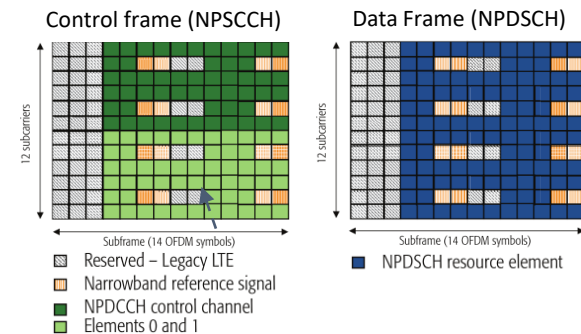 Control frame (NPSCCH)
Data Frame (NPDSCH)
12 subcarriers
12 subcarriers
Subframe (14 OFDM symbols)
Subframe (14 OFDM symbols)
Reserved – Legacy LTE
NPDSCH resource element
Narrowband reference signal
NPDCCH control channel
Elements 0 and 1